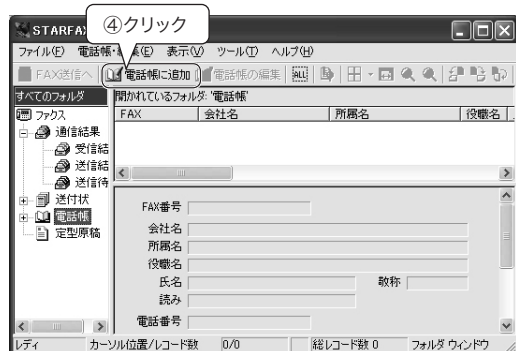 STARFA
④クリック
ファイル(F) 電話帳・編集(E) 表示(V) ツール(T) ヘルプ(H)
FAX送信へ 電話帳に追加 電話帳の編集 ALL
すべてのフォルダ 開かれているフォルダ: '電話帳'
ファクス
FAX 会社名 所属名 役職名
通信結果
受信結
送信結
送信待
送付状
電話帳
定型原稿
FAX番号
会社名
所属名
役職名
氏名 敬称
読み
電話番号
レディ カーソル位置/レコード数 0/0 総レコード数 0 フォルダ ウィンドウ